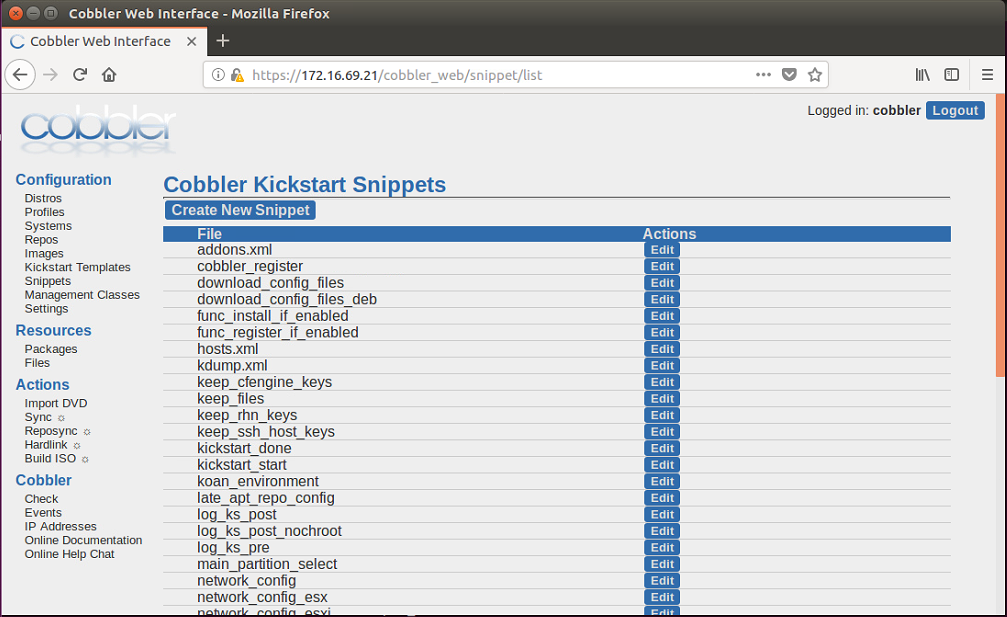 Cobbler Web Interface - Mozilla Firefox
Cobbler Web Interface
https://172.16.69.21/cobbler_web/snippet/list
cobbler
Logged in: cobbler Logout
Configuration
Distros
Profiles
Systems
Repos
Images
Kickstart Templates
Snippets
Management Classes
Settings
Resources
Packages
Files
Actions
Import DVD
Sync
Reposync
Hardlink
Build ISO
Cobbler
Check
Events
IP Addresses
Online Documentation
Online Help Chat
Cobbler Kickstart Snippets
Create New Snippet
File Actions
addons.xml Edit
cobbler_register Edit
download_config_files Edit
download_config_files_deb Edit
func_install_if_enabled Edit
func_register_if_enabled Edit
hosts.xml Edit
kdump.xml Edit
keep_cfengine_keys Edit
keep_files Edit
keep_rhn_keys Edit
keep_ssh_host_keys Edit
kickstart_done Edit
kickstart_start Edit
koan_environment Edit
late_apt_repo_config Edit
log_ks_post Edit
log_ks_post_nochroot Edit
log_ks_pre Edit
main_partition_select Edit
network_config Edit
network_config_esx Edit
network_config_esxi Edit